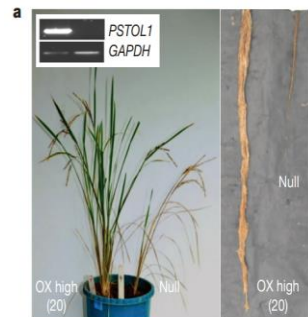 a
PSTOL1
GAPDH
OX high
(20)
Null
Null
OX high
(20)